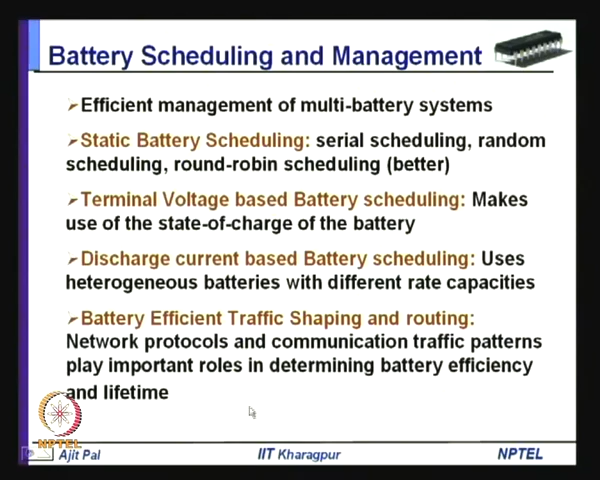 Battery Scheduling and Management
➢Efficient management of multi-battery systems
➢Static Battery Scheduling: serial scheduling, random
scheduling, round-robin scheduling (better)
➢Terminal Voltage based Battery scheduling: Makes
use of the state-of-charge of the battery
➢Discharge current based Battery scheduling: Uses
heterogeneous batteries with different rate capacities
➢Battery Efficient Traffic Shaping and routing:
Network protocols and communication traffic patterns
play important roles in determining battery efficiency
and lifetime
NPTEL
Ajit Pal
IIT Kharagpur
NPTEL